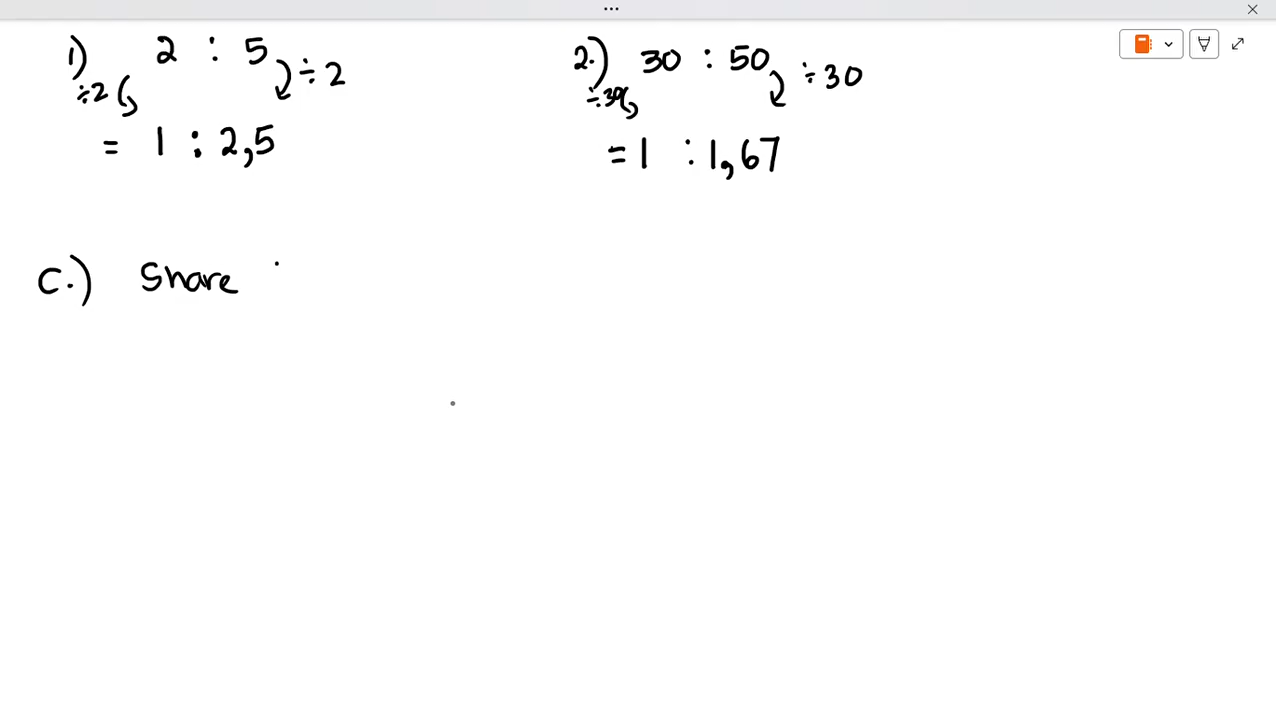 1) 2 : 5 ÷ 2
÷2
= 1 : 2,5
2.) 30 : 50 ÷ 30
÷30
= 1 : 1,67
C.) Share